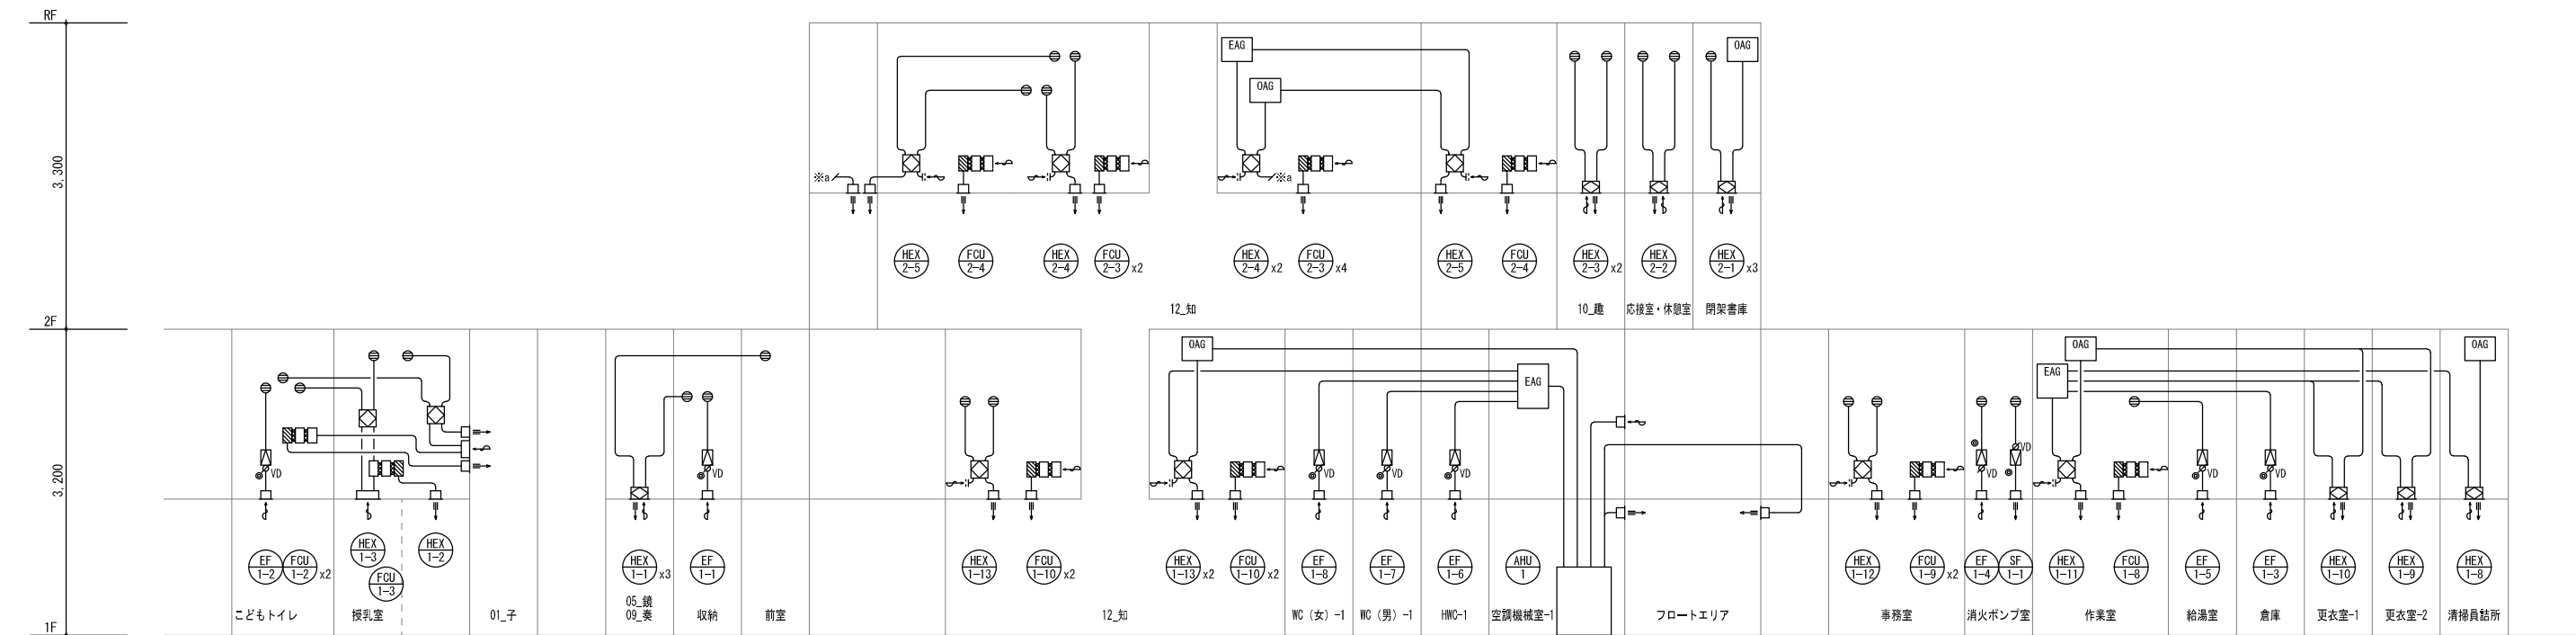 RF
EAG
OAG
OAG
3,300
※a
※a
HEX 2-5
FCU 2-4
HEX 2-4
FCU 2-3 x2
HEX 2-4 x2
FCU 2-3 x4
HEX 2-5
FCU 2-4
HEX 2-3 x2
HEX 2-2
HEX 2-1 x3
12_知
10_趣
応接室・休憩室
閉架書庫
2F
OAG
EAG
OAG
EAG
OAG
3,200
VD
VD
VD
VD
VD
VD
VD
VD
VD
EF 1-2
FCU 1-2 x2
HEX 1-3
FCU 1-3
HEX 1-2
HEX 1-1 x3
EF 1-1
HEX 1-13
FCU 1-10 x2
HEX 1-13 x2
FCU 1-10 x2
EF 1-8
EF 1-7
EF 1-6
AHU 1
HEX 1-12
FCU 1-9 x2
EF 1-4
SF 1-1
HEX 1-11
FCU 1-8
EF 1-5
EF 1-3
HEX 1-10
HEX 1-9
HEX 1-8
こどもトイレ
授乳室
01_子
05_鏡
09_奏
収納
前室
12_知
WC（女）-1
WC（男）-1
HWC-1
空調機械室-1
フロートエリア
事務室
消火ポンプ室
作業室
給湯室
倉庫
更衣室-1
更衣室-2
清掃員詰所
1F